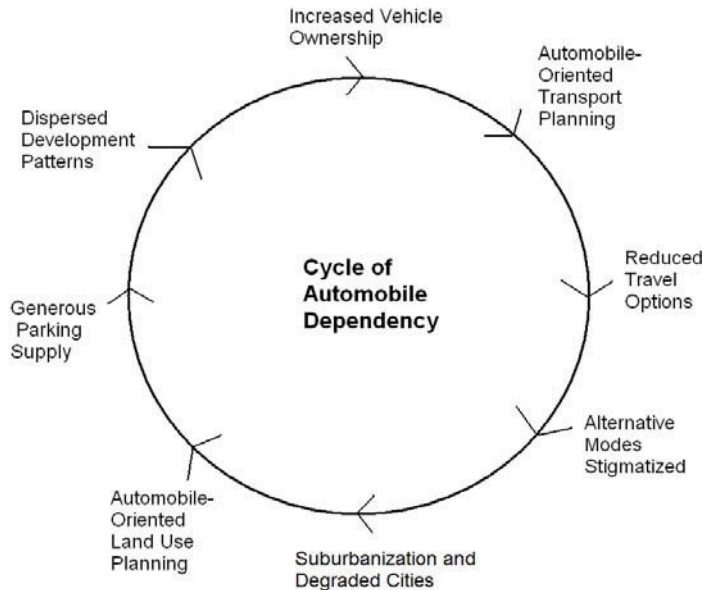 Increased Vehicle
Ownership
Automobile-
Oriented
Transport
Planning
Reduced
Travel
Options
Alternative
Modes
Stigmatized
Suburbanization and
Degraded Cities
Automobile-
Oriented
Land Use
Planning
Generous
Parking
Supply
Dispersed
Development
Patterns
Cycle of
Automobile
Dependency